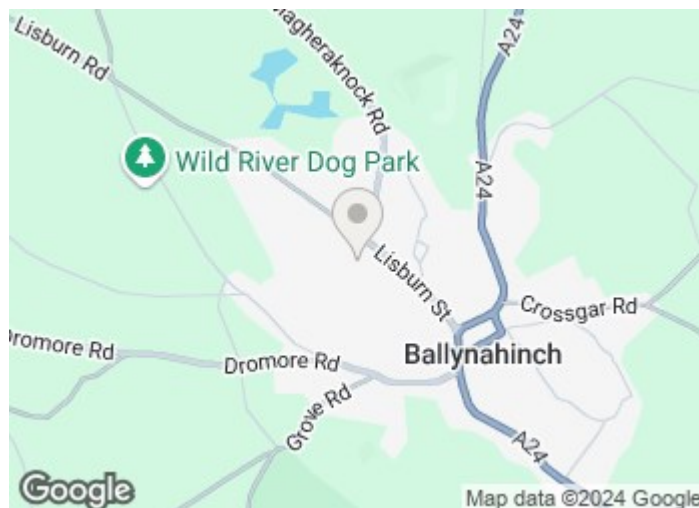 Lisburn Rd
agheraknock Rd
A24
Wild River Dog Park
A24
Lisburn St
Crossgar Rd
Dromore Rd
Dromore Rd
Ballynahinch
Grove Rd
A24
Google
Map data ©2024 Google